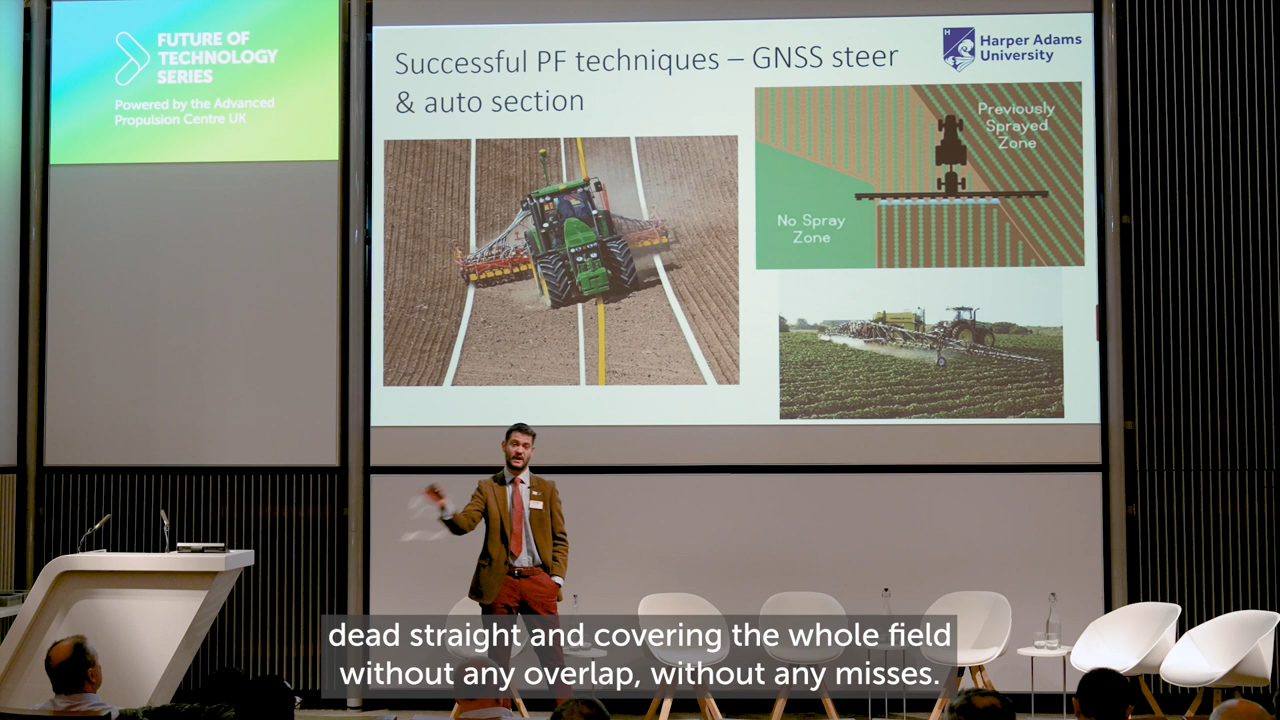 FUTURE OF
TECHNOLOGY
SERIES
Powered by the Advanced
Propulsion Centre UK
Successful PF techniques – GNSS steer
& auto section
H
Harper Adams
University
Previously
Sprayed
Zone
No Spray
Zone
dead straight and covering the whole field
without any overlap, without any misses.